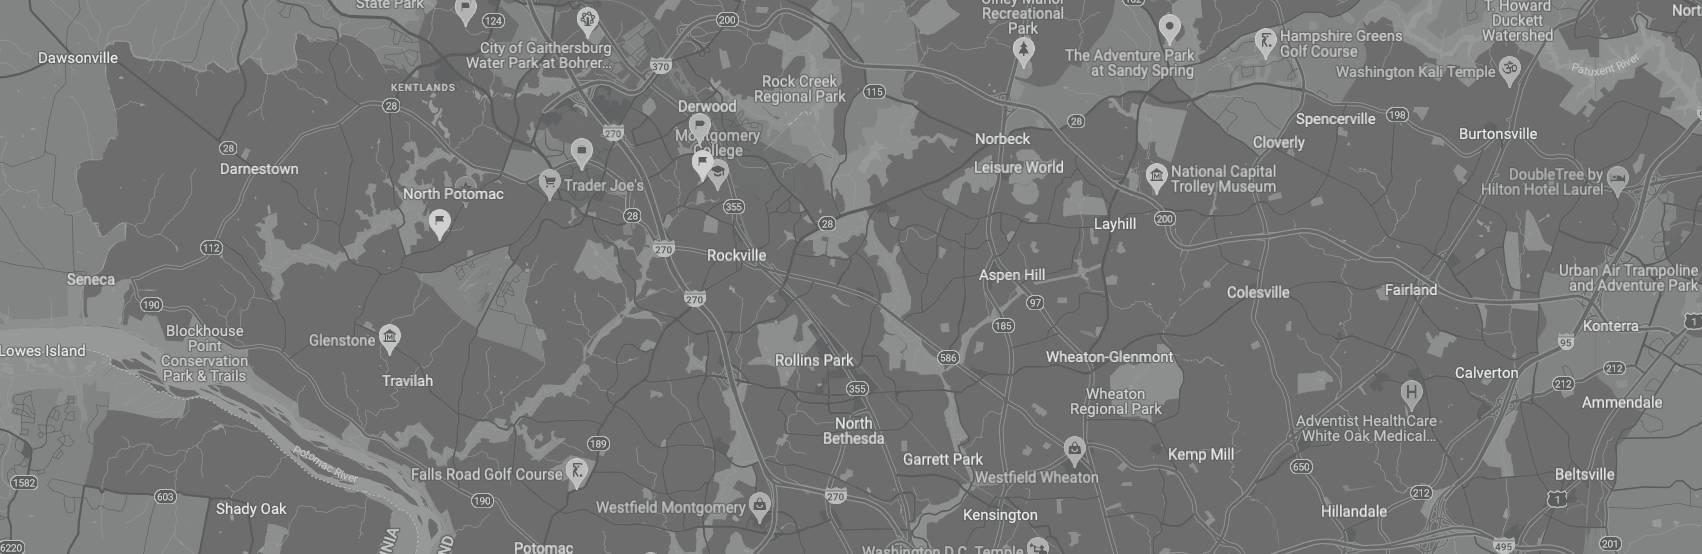 State Park
124
200
Olney Manor
Recreational
Park
182
T. Howard
Duckett
Watershed
Nort
Dawsonville
City of Gaithersburg
Water Park at Bohrer...
370
The Adventure Park
at Sandy Spring
Hampshire Greens
Golf Course
Washington Kali Temple
Patuxent River
KENTLANDS
28
Rock Creek
Regional Park
115
Derwood
Montgomery
College
270
28
Norbeck
Spencerville
198
Burtonsville
Cloverly
28
Darnestown
Leisure World
National Capital
Trolley Museum
DoubleTree by
Hilton Hotel Laurel
North Potomac
Trader Joe's
355
28
28
Layhill
200
112
270
Rockville
Seneca
Aspen Hill
Urban Air Trampoline
and Adventure Park
190
270
97
Colesville
Fairland
Blockhouse
Point
Conservation
Park & Trails
Glenstone
185
Konterra
1
95
Lowes Island
Rollins Park
586
Wheaton-Glenmont
Travilah
355
Calverton
212
212
Wheaton
Regional Park
Ammendale
North
Bethesda
Adventist HealthCare
White Oak Medical...
189
Garrett Park
Kemp Mill
650
Potomac River
Falls Road Golf Course
Westfield Wheaton
Beltsville
1582
603
190
270
212
1
Shady Oak
Westfield Montgomery
Kensington
Hillandale
6220
NIA
ND
Potomac
Washington D.C. Temple
495
201